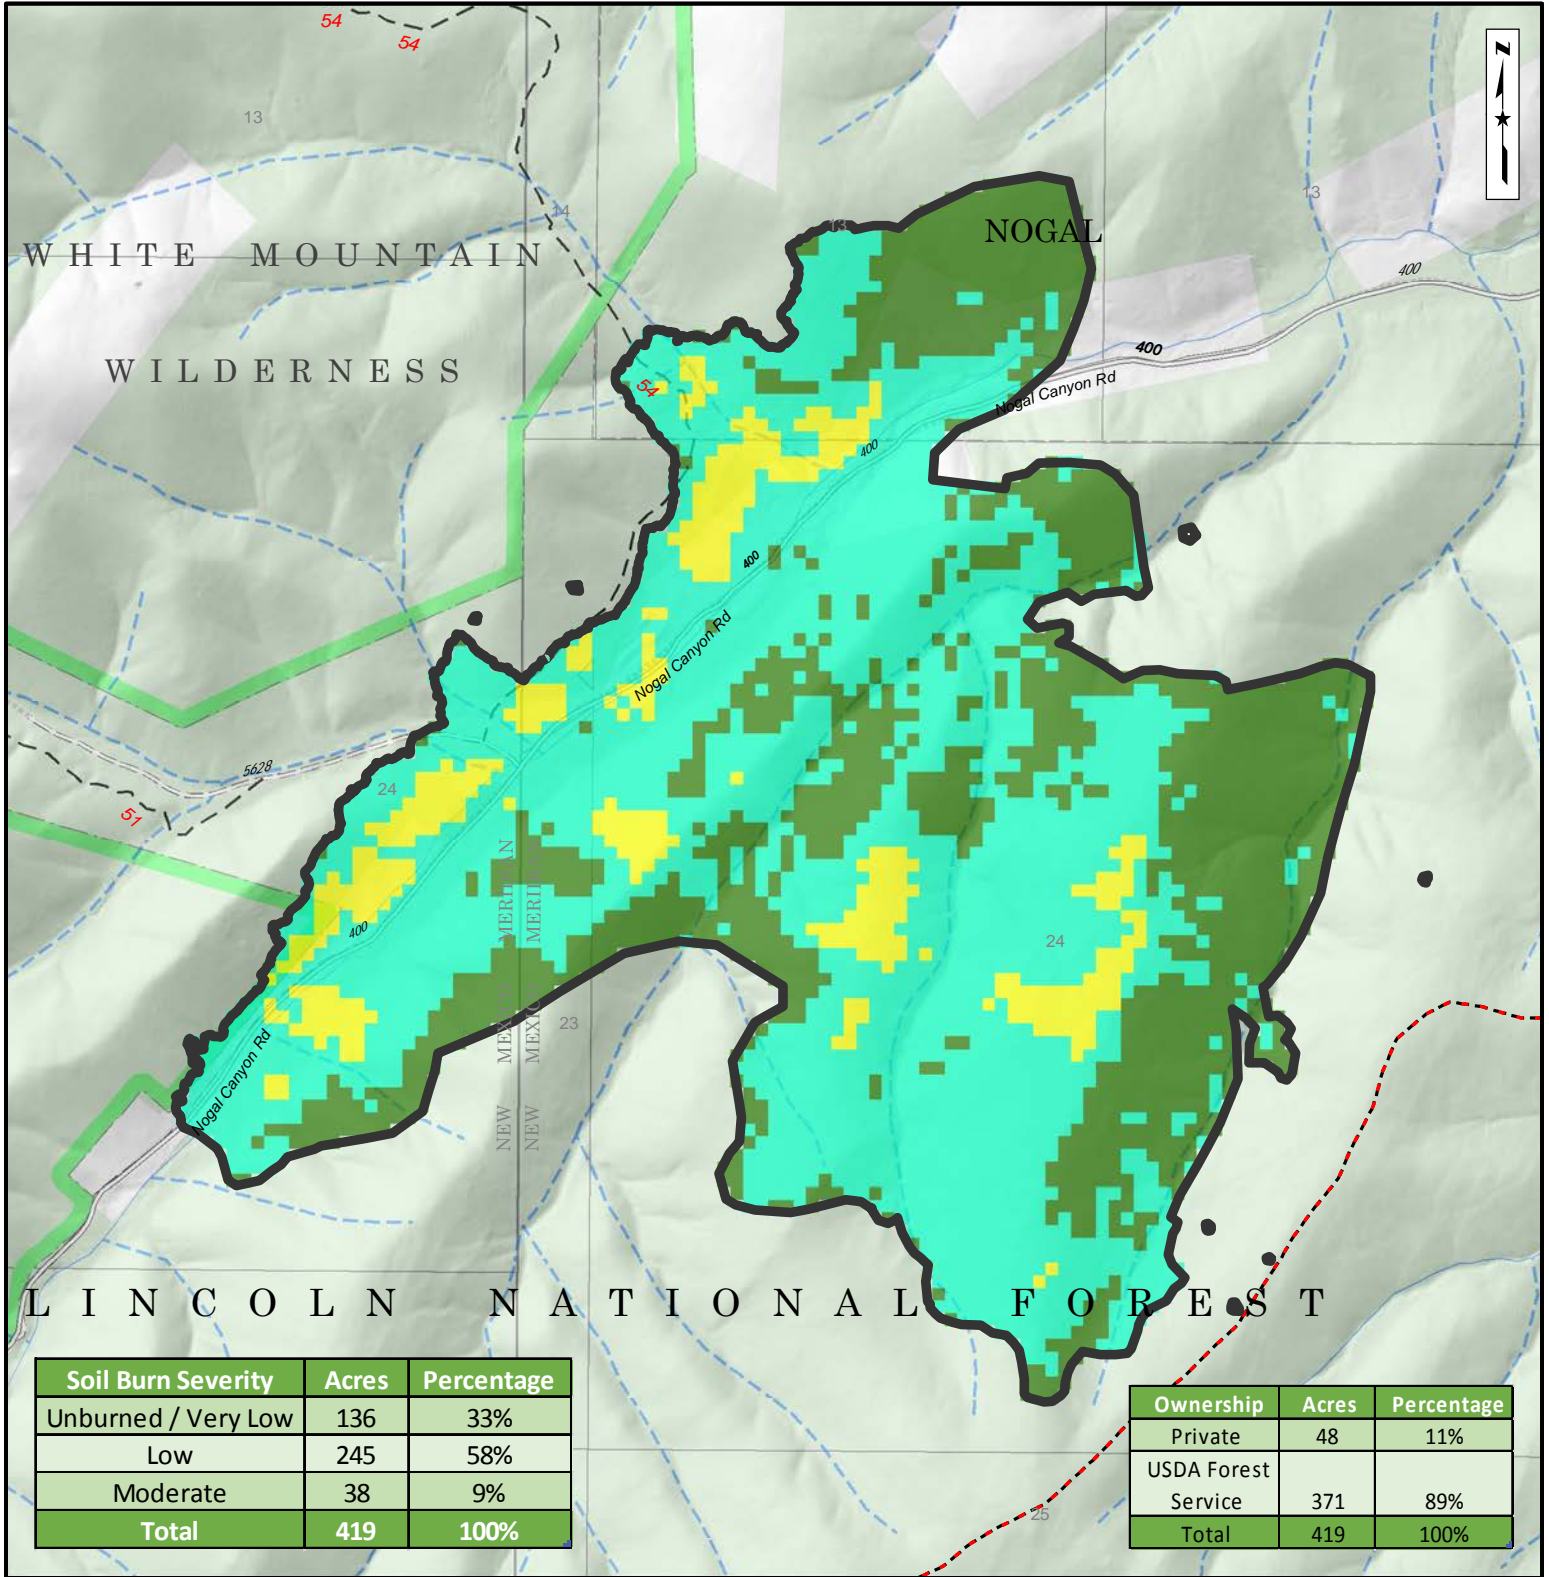 54
54
N
13
14
13
13
NOGAL
WHITE MOUNTAIN
400
400
WILDERNESS
54
Nogal Canyon Rd
400
400
Nogal Canyon Rd
5628
24
51
NEW MEXICO MERIDIAN
NEW MEXICO MERIDIAN
400
24
23
Nogal Canyon Rd
LINCOLN NATIONAL FOREST
Soil Burn Severity Acres Percentage
Unburned / Very Low 136 33%
Low 245 58%
Moderate 38 9%
Total 419 100%
Ownership Acres Percentage
Private 48 11%
USDA Forest
Service 371 89%
Total 419 100%
25